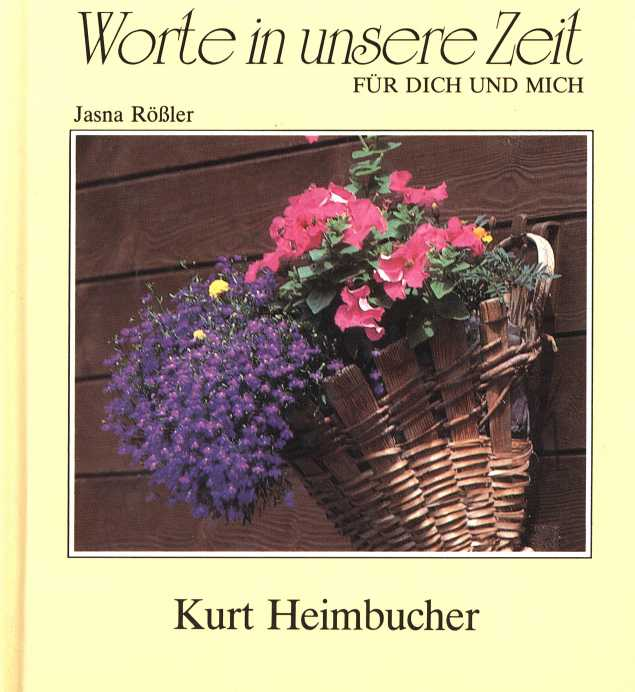 Worte in unsere Zeit
FÜR DICH UND MICH
Jasna Rößler
Kurt Heimbucher